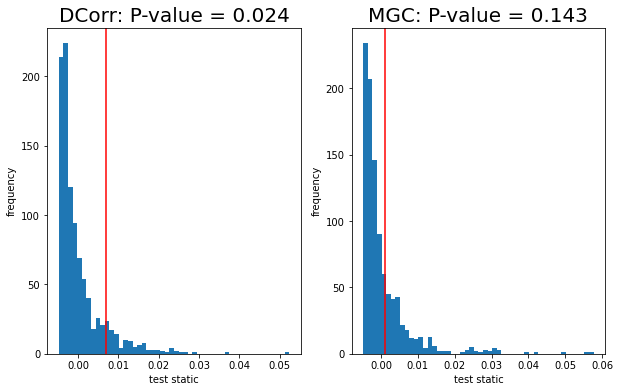 DCorr: P-value = 0.024
frequency
200
150
100
50
0
0.00 0.01 0.02 0.03 0.04 0.05
test static
MGC: P-value = 0.143
frequency
200
150
100
50
0
0.00 0.01 0.02 0.03 0.04 0.05 0.06
test static